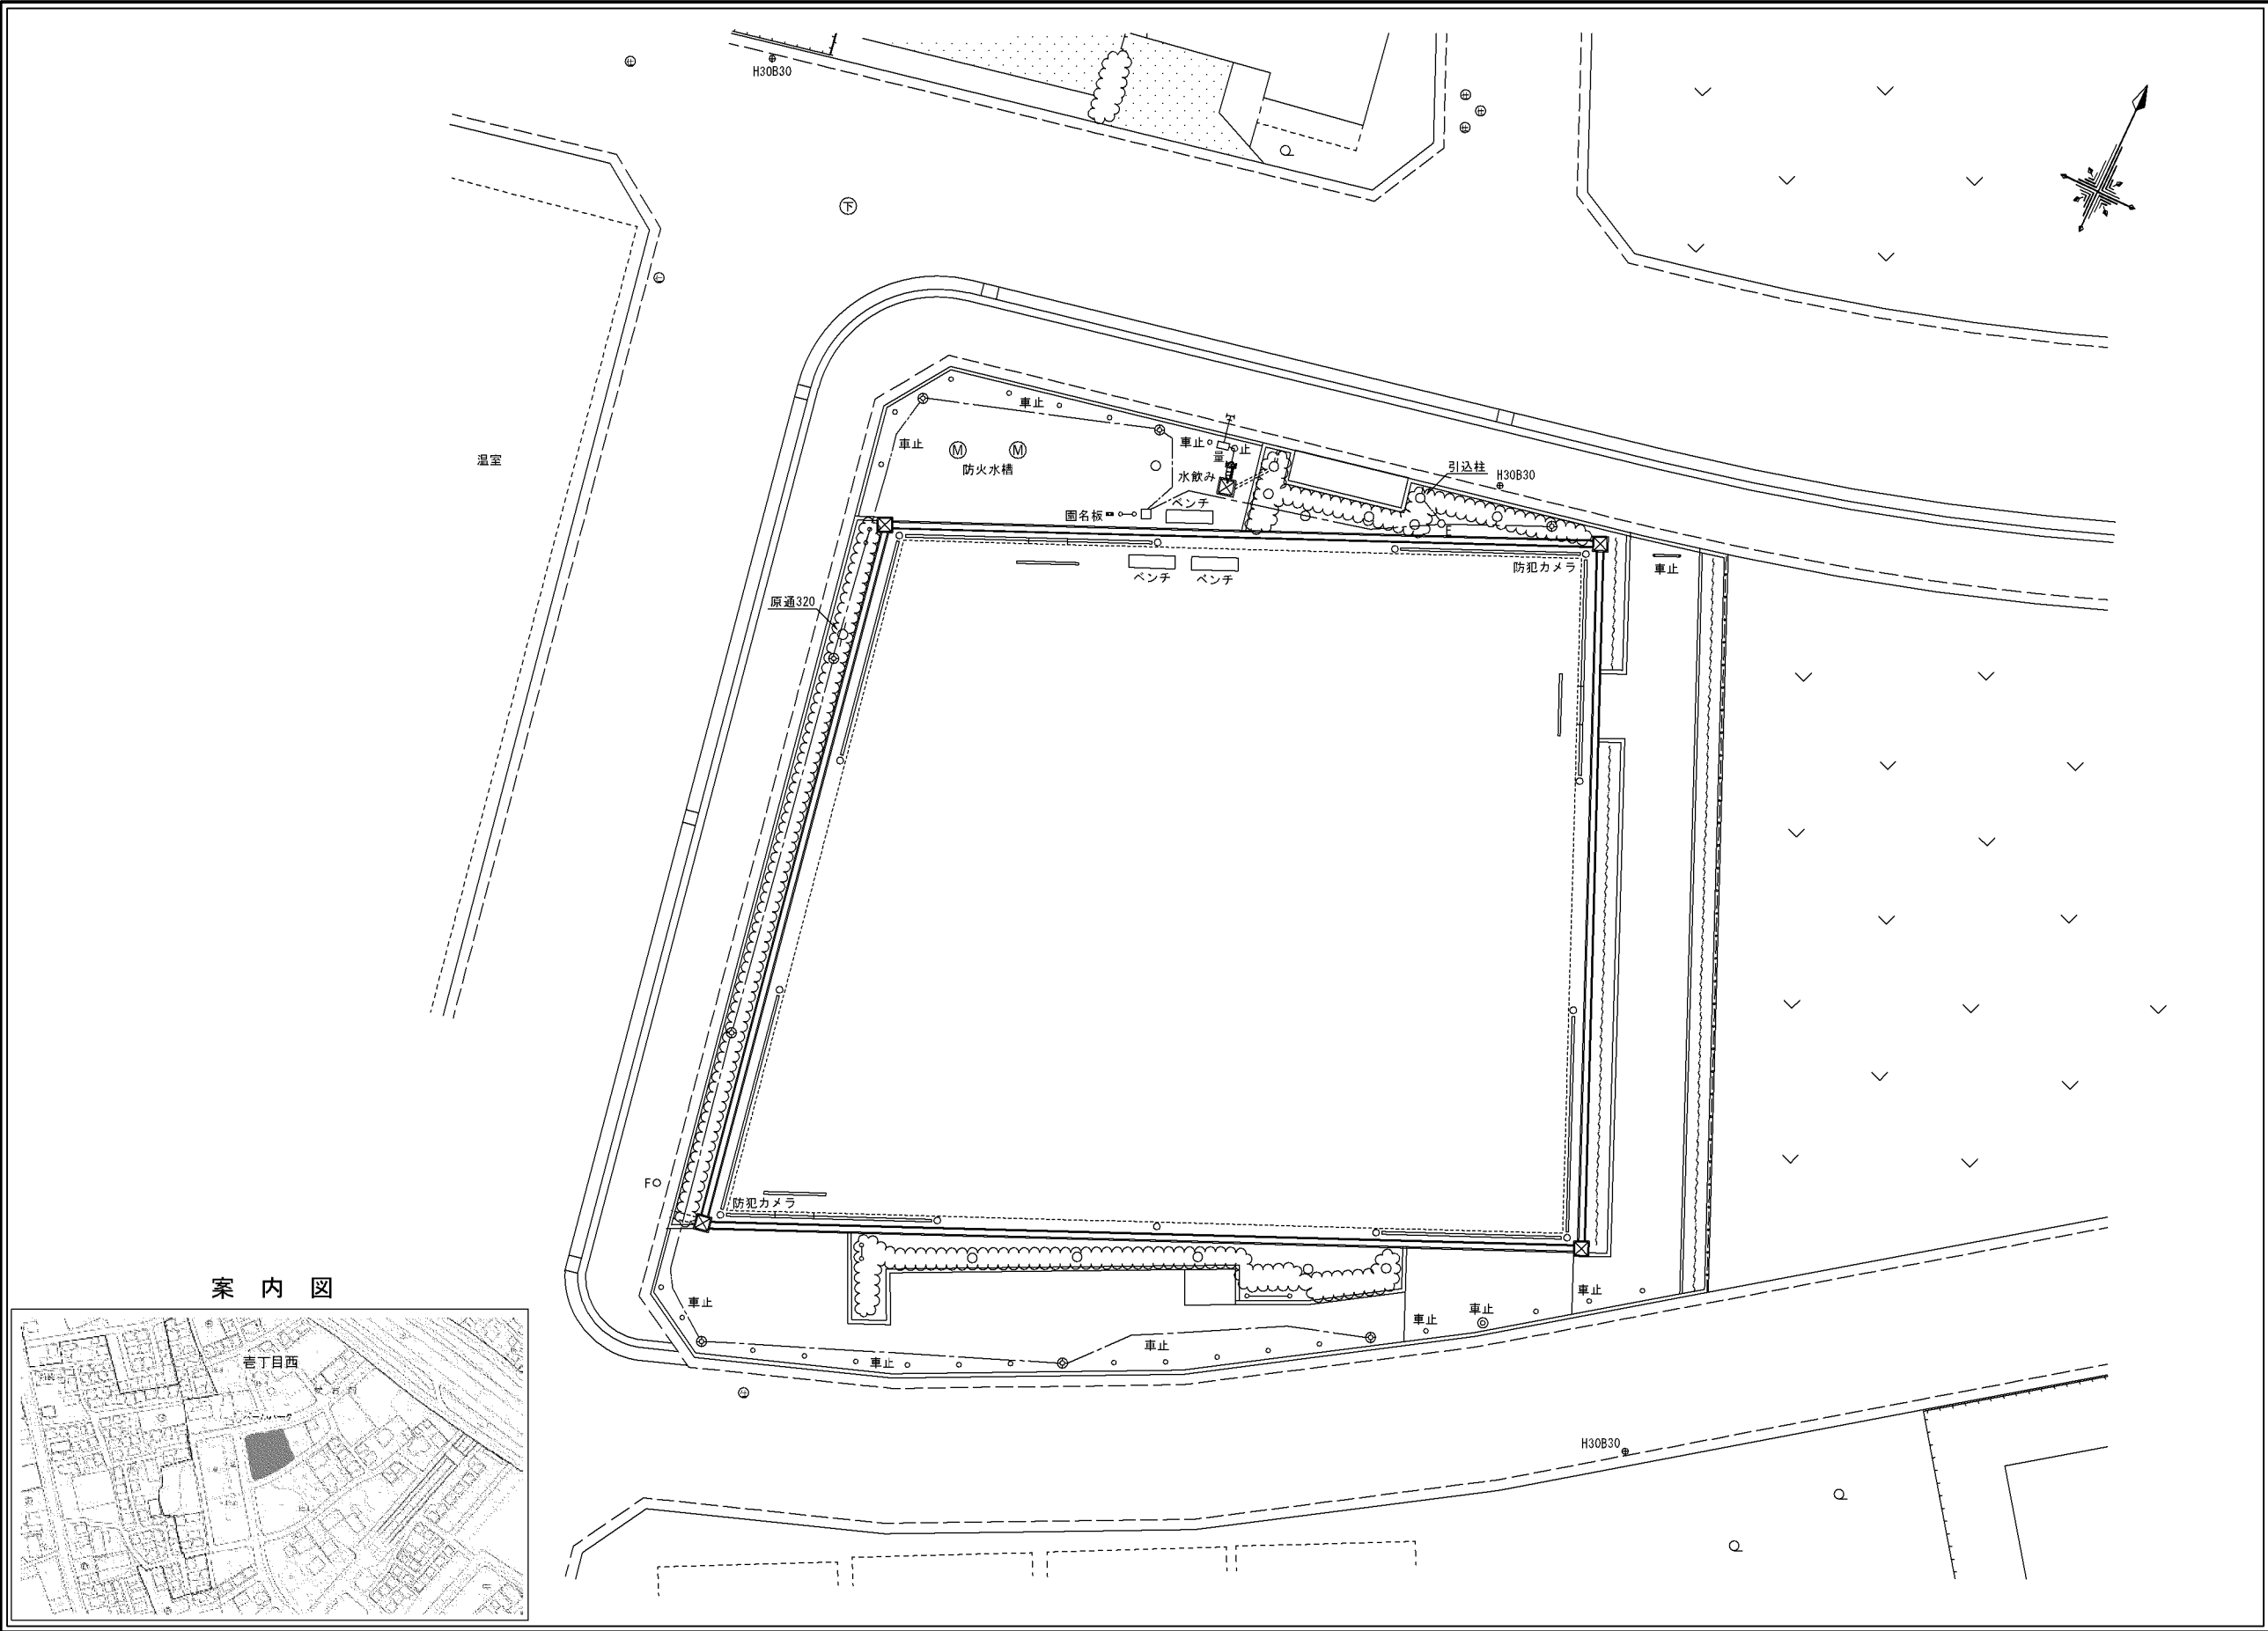 H30B30
下
温室
車止
車止
M
M
防火水槽
車止
量
止
水飲み
引込柱
H30B30
園名板
ベンチ
E
ベンチ
ベンチ
防犯カメラ
車止
原通320
F
防犯カメラ
車止
車止
車止
車止
車止
車止
H30B30
案内図
壱丁目西